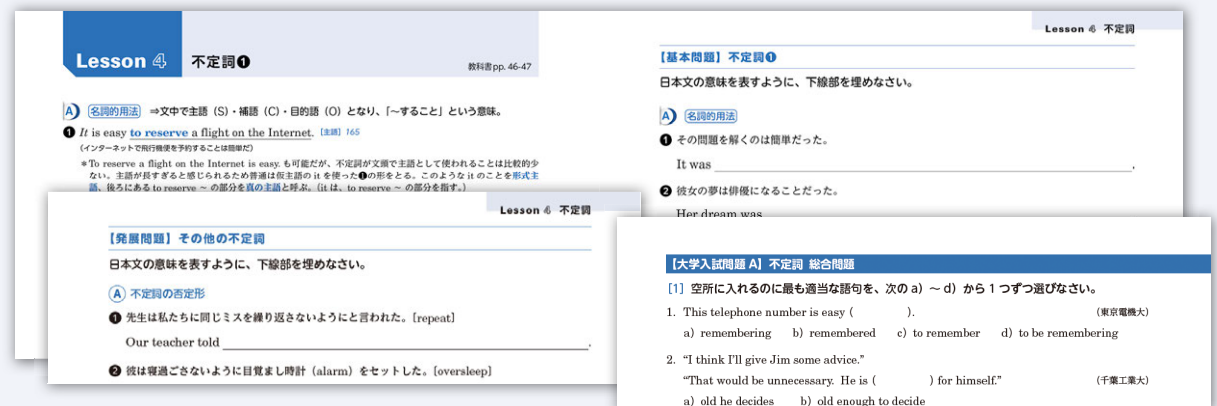 Lesson 4 不定詞❶
教科書pp. 46-47
A 名詞的用法 ⇒文中で主語（S）・補語（C）・目的語（O）となり、「～すること」という意味。
❶ It is easy to reserve a flight on the Internet.［主語］165
（インターネットで飛行機便を予約することは簡単だ）
＊To reserve a flight on the Internet is easy. も可能だが、不定詞が文頭で主語として使われることは比較的少
ない。主語が長すぎると感じられるため普通は仮主語の it を使った❶の形をとる。このような it のことを形式主
語、後ろにある to reserve ～ の部分を真の主語と呼ぶ。（it は、to reserve ～ の部分を指す。）
Lesson 4 不定詞
【基本問題】不定詞❶
日本文の意味を表すように、下線部を埋めなさい。
A 名詞的用法
❶ その問題を解くのは簡単だった。
It was ____.
❷ 彼女の夢は俳優になることだった。
Her dream was
Lesson 4 不定詞
【発展問題】その他の不定詞
日本文の意味を表すように、下線部を埋めなさい。
A 不定詞の否定形
❶ 先生は私たちに同じミスを繰り返さないようにと言われた。［repeat］
Our teacher told ____.
❷ 彼は寝過ごさないように目覚まし時計（alarm）をセットした。［oversleep］
【大学入試問題 A】不定詞 総合問題
［1］空所に入れるのに最も適当な語句を、次の a）～ d）から 1 つずつ選びなさい。
1. This telephone number is easy ( ). （東京電機大）
a）remembering b）remembered c）to remember d）to be remembering
2. “I think I’ll give Jim some advice.”
“That would be unnecessary. He is ( ) for himself.” （千葉工業大）
a）old he decides b）old enough to decide